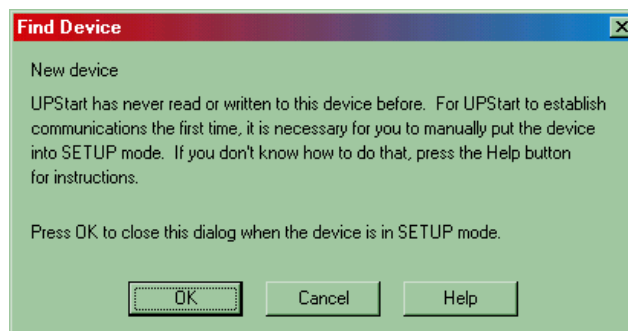 Find Device
New device
UPStart has never read or written to this device before.  For UPStart to establish
communications the first time, it is necessary for you to manually put the device
into SETUP mode.  If you don't know how to do that, press the Help button
for instructions.
Press OK to close this dialog when the device is in SETUP mode.
OK Cancel Help